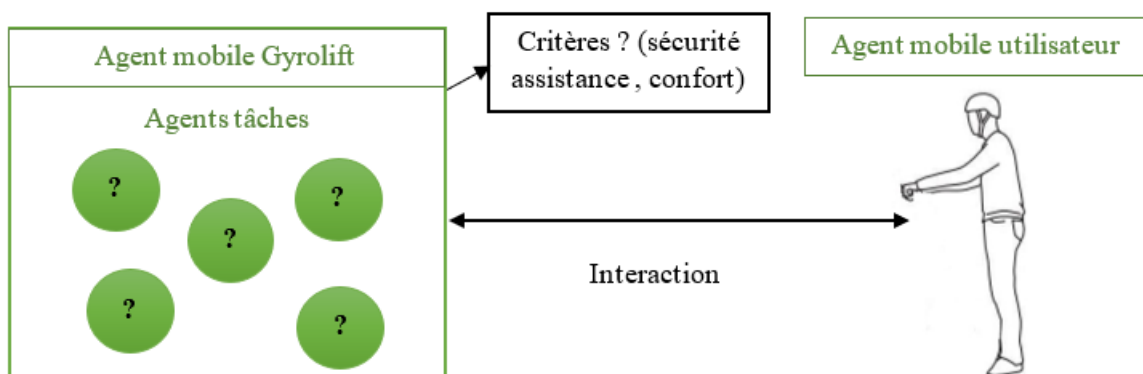 Agent mobile Gyrolift
Agents tâches
?
?
?
?
?
Critères ? (sécurité
assistance , confort)
Interaction
Agent mobile utilisateur